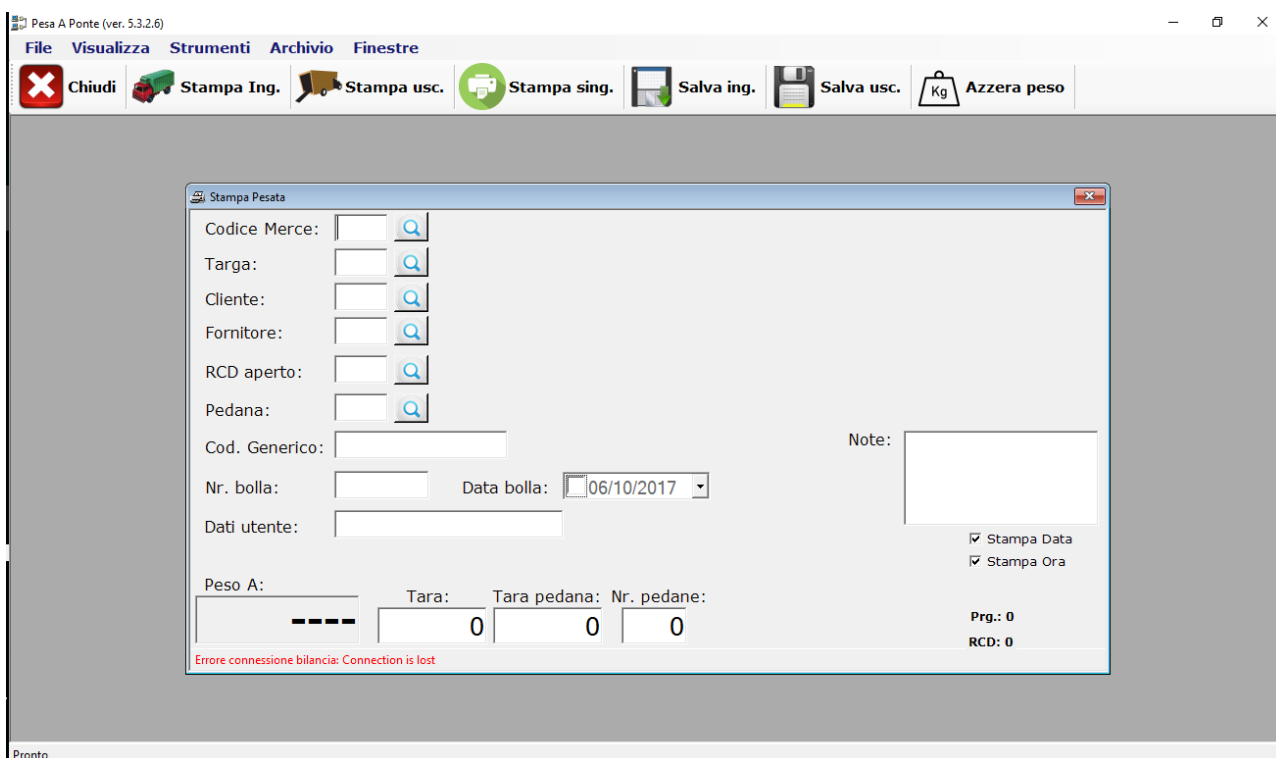 Pesa A Ponte (ver. 5.3.2.6)
File Visualizza Strumenti Archivio Finestre
Chiudi Stampa Ing. Stampa usc. Stampa sing. Salva ing. Salva usc. Kg Azzera peso
Stampa Pesata
Codice Merce:
Targa:
Cliente:
Fornitore:
RCD aperto:
Pedana:
Cod. Generico: Note:
Nr. bolla: Data bolla: 06/10/2017
Dati utente:
Stampa Data
Stampa Ora
Peso A: Tara: Tara pedana: Nr. pedane:
---- 0 0 0
Prg.: 0
RCD: 0
Errore connessione bilancia: Connection is lost
Pronto